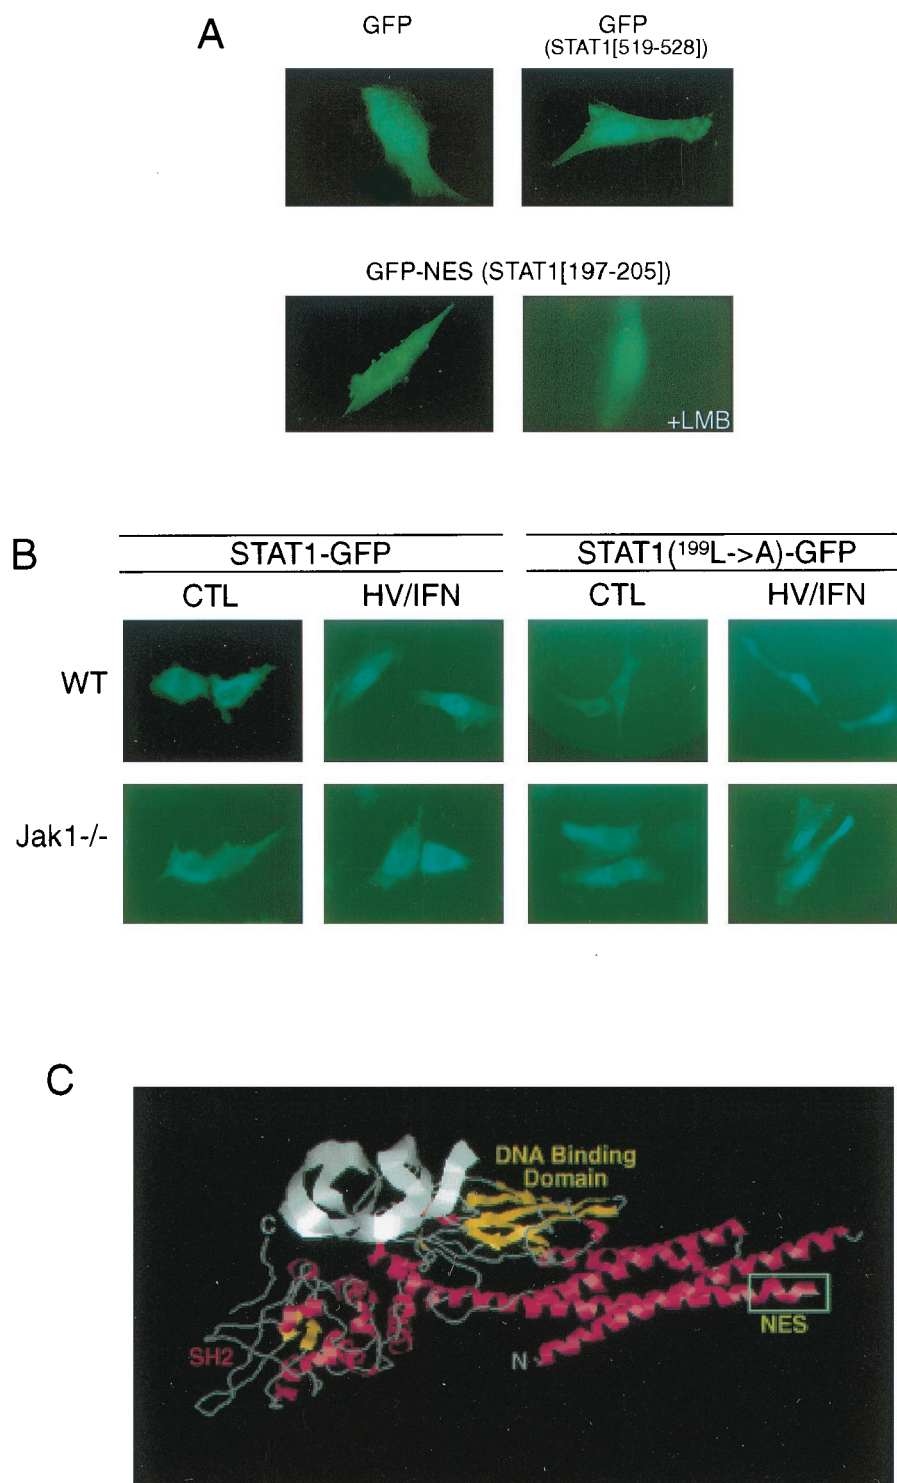 A
GFP
GFP
(STAT1[519-528])
GFP-NES (STAT1[197-205])
+LMB
B
STAT1-GFP
STAT1(¹⁹⁹L->A)-GFP
CTL
HV/IFN
CTL
HV/IFN
WT
Jak1-/-
C
DNA Binding
Domain
C
NES
SH2
N